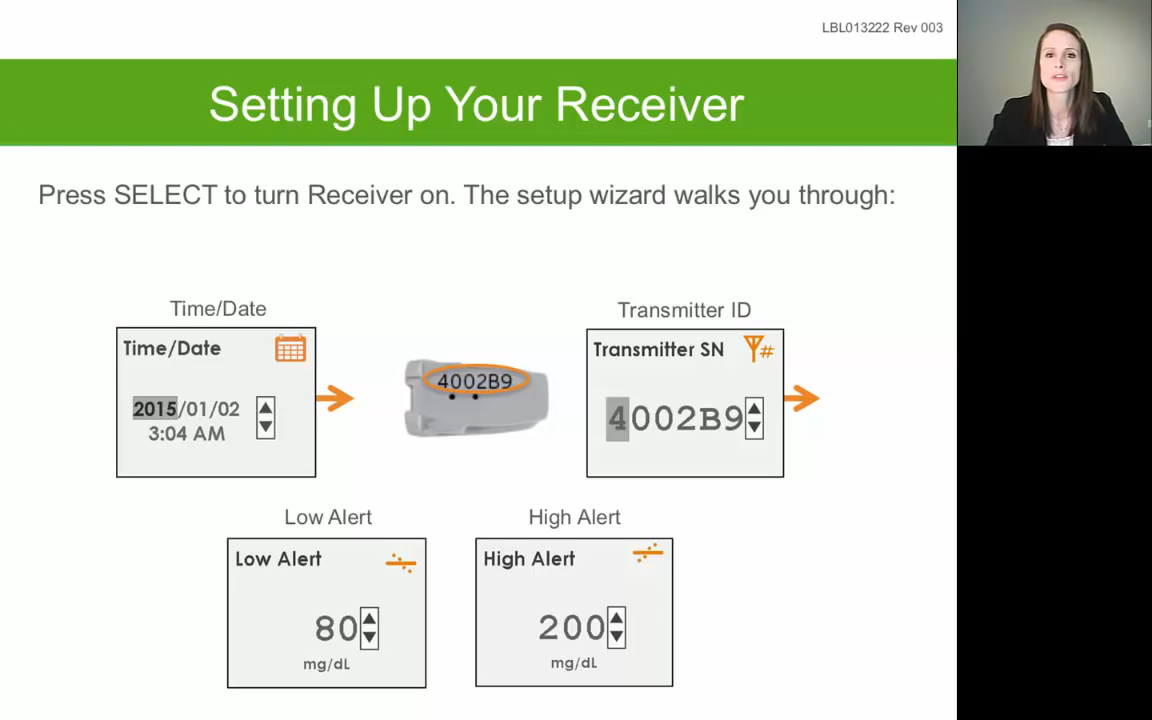 LBL013222 Rev 003
Setting Up Your Receiver
Press SELECT to turn Receiver on. The setup wizard walks you through:
Time/Date
Time/Date
2015/01/02
3:04 AM
4002B9
Transmitter ID
Transmitter SN
#
4002B9
Low Alert
Low Alert
80
mg/dL
High Alert
High Alert
200
mg/dL